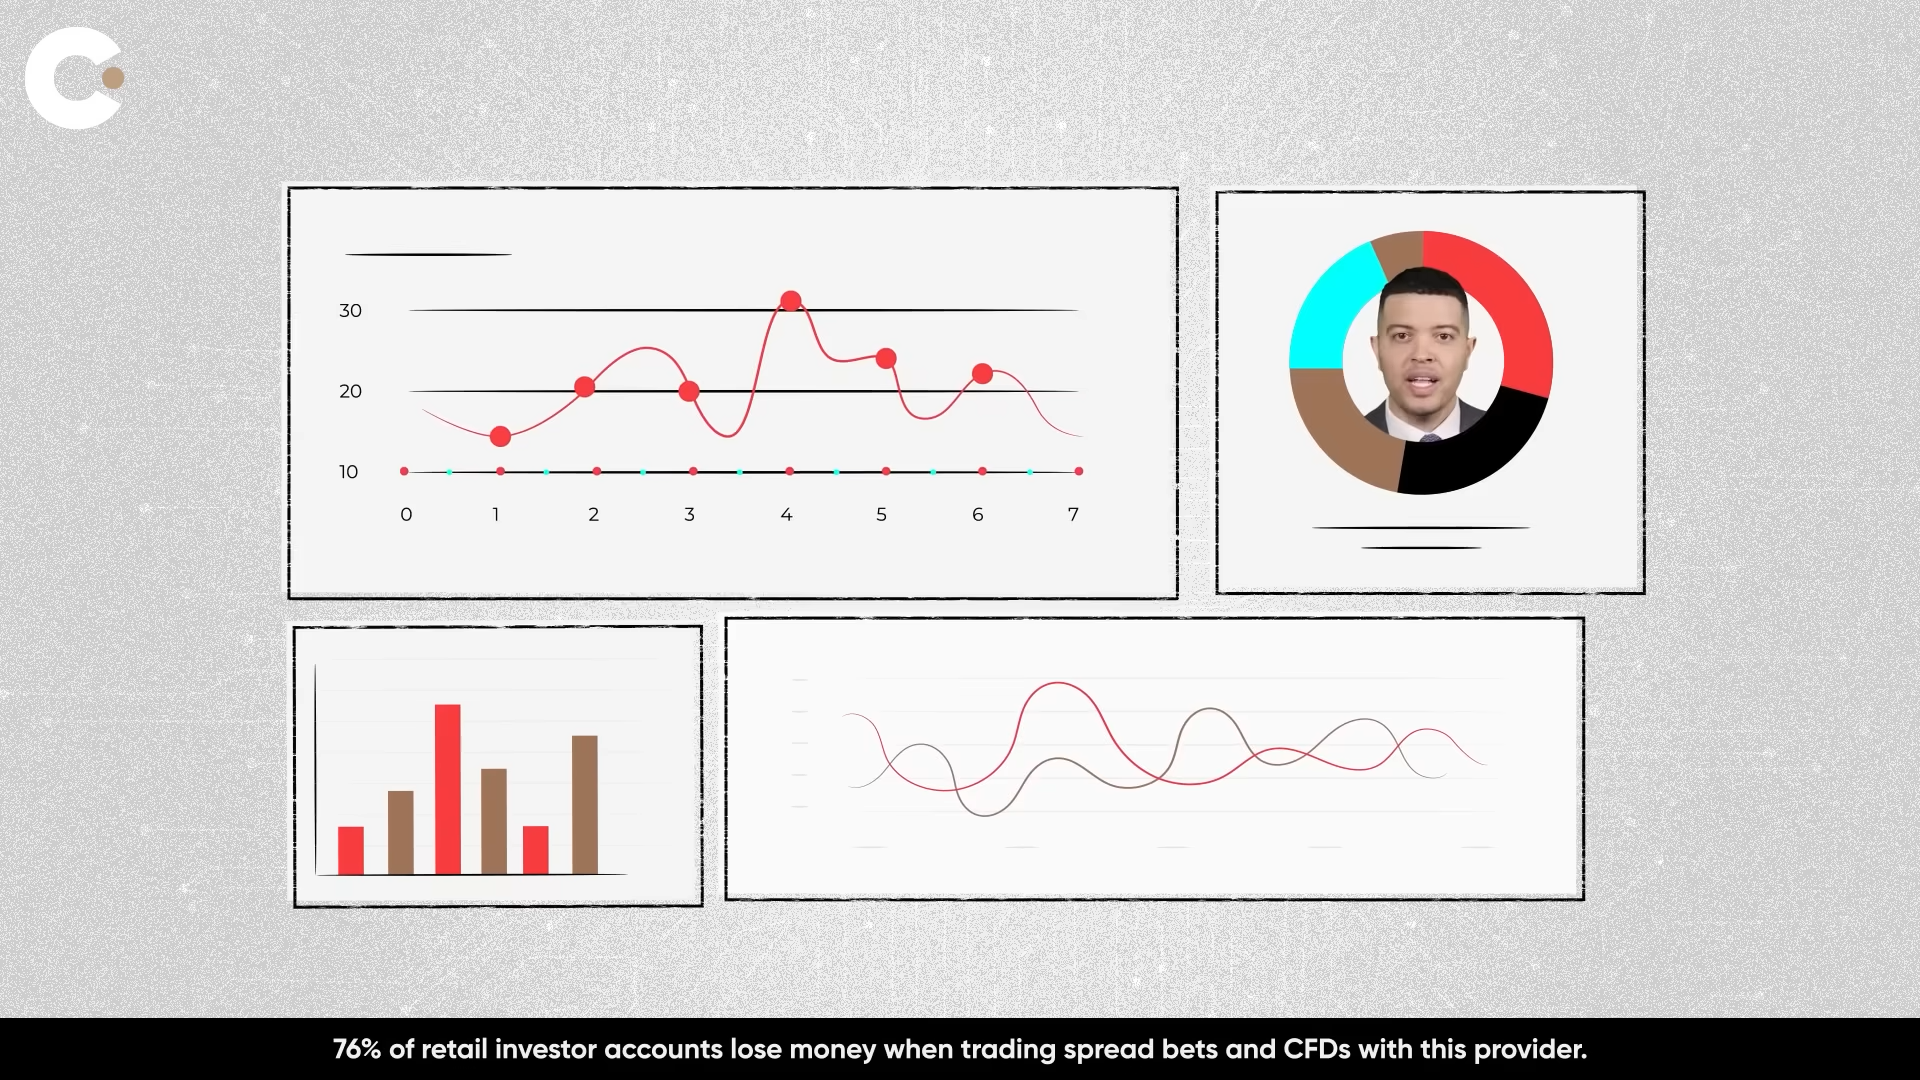 30
20
10
0 1 2 3 4 5 6 7
76% of retail investor accounts lose money when trading spread bets and CFDs with this provider.